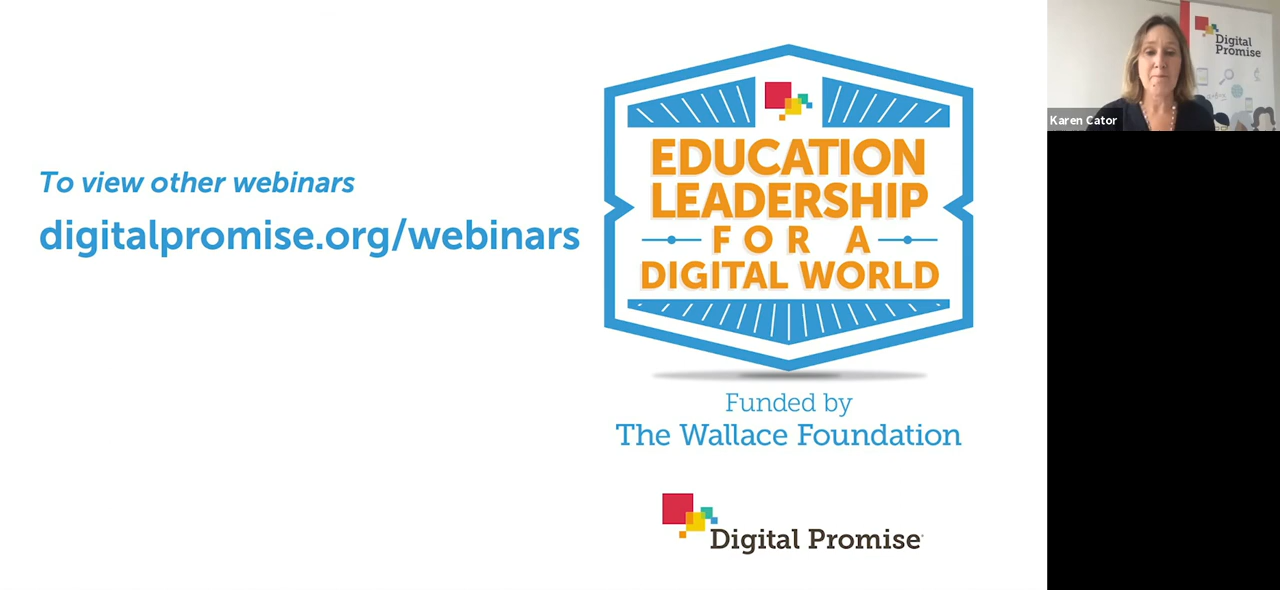 To view other webinars
digitalpromise.org/webinars
EDUCATION
LEADERSHIP
FOR A
DIGITAL WORLD
Funded by
The Wallace Foundation
Digital Promise
Karen Cator
Digital
Promise